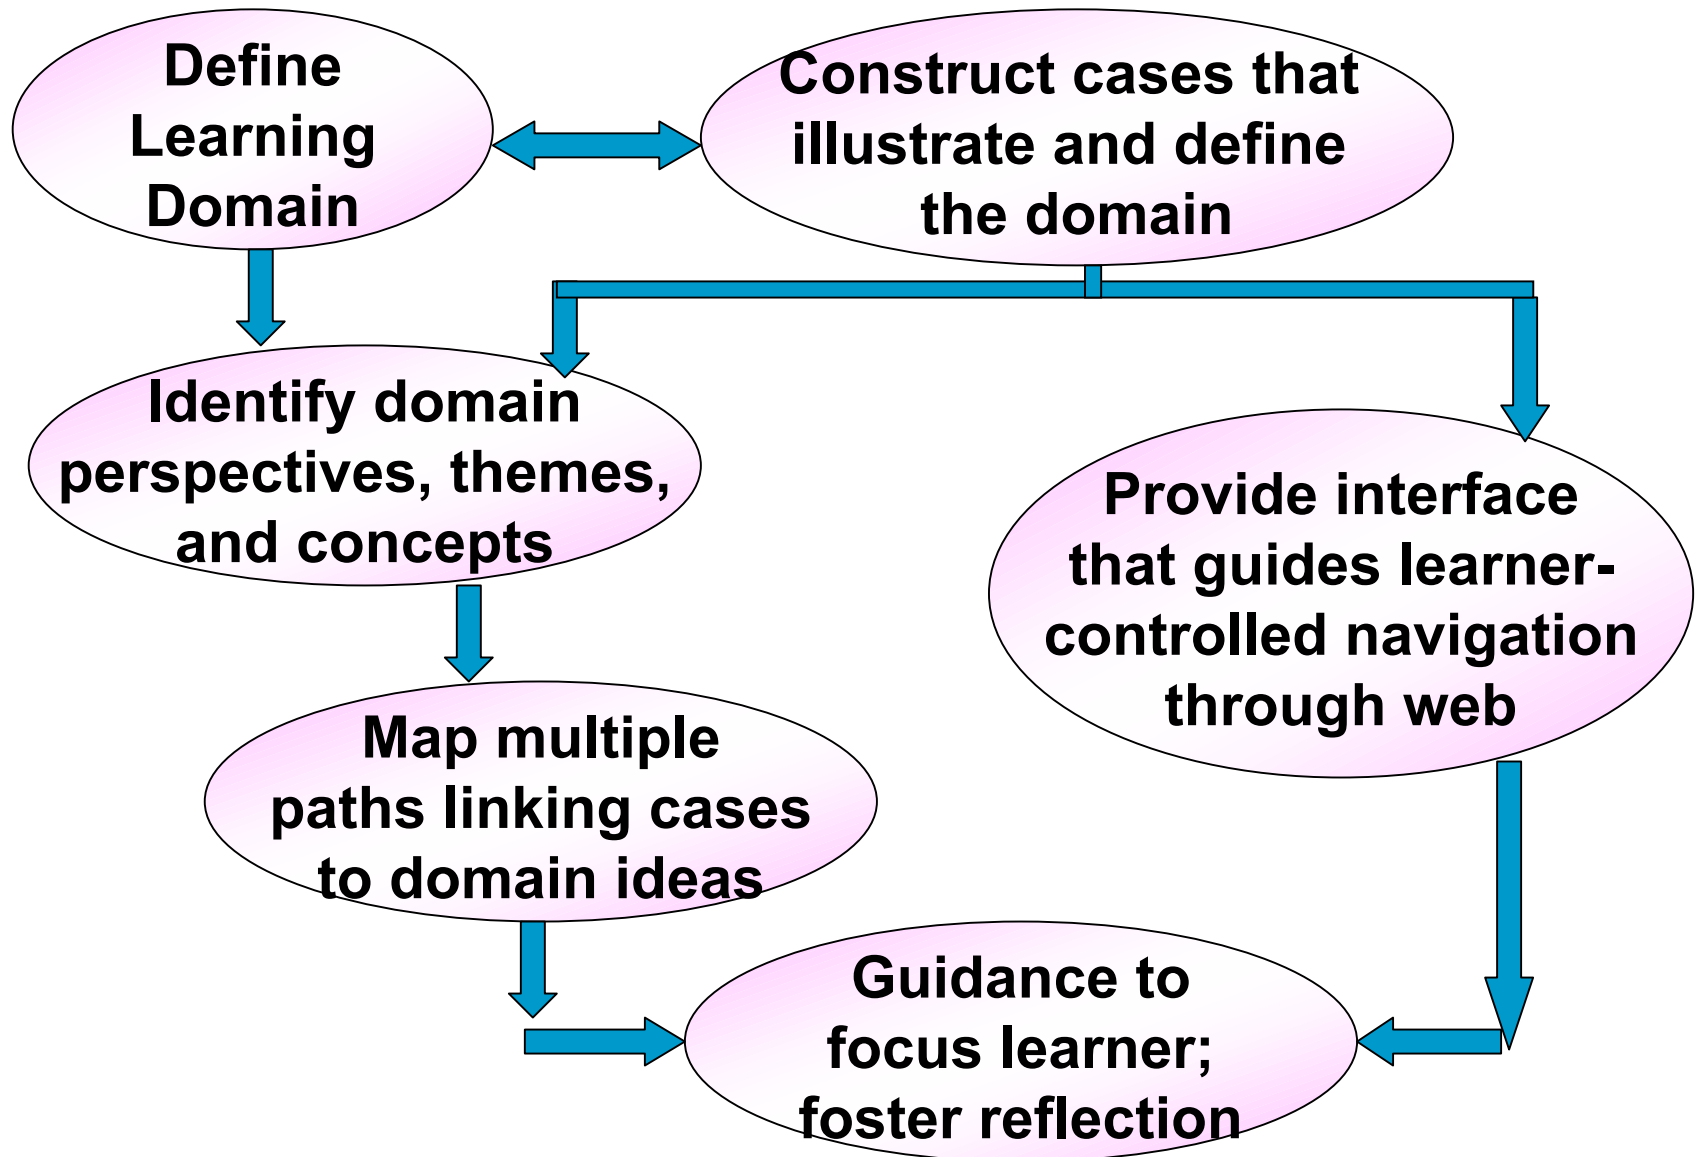 Define
Learning
Domain
Construct cases that
illustrate and define
the domain
Identify domain
perspectives, themes,
and concepts
Provide interface
that guides learner-
controlled navigation
through web
Map multiple
paths linking cases
to domain ideas
Guidance to
focus learner;
foster reflection